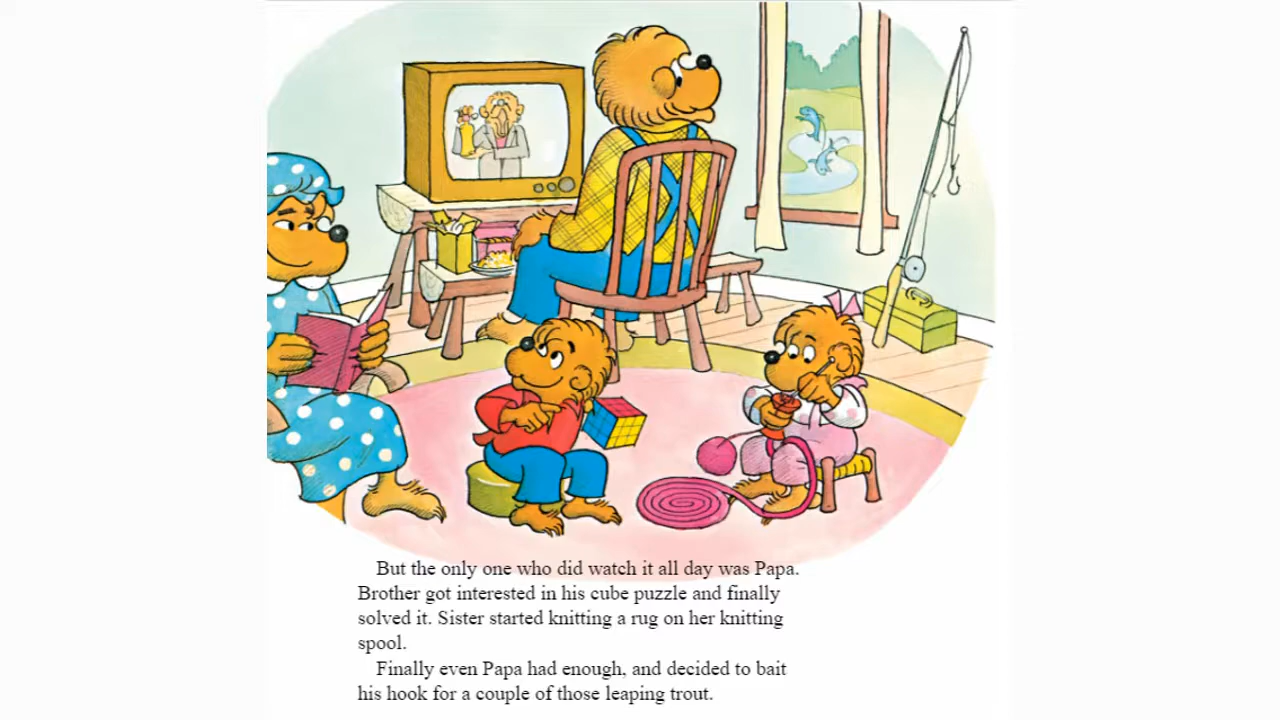 But the only one who did watch it all day was Papa.
Brother got interested in his cube puzzle and finally
solved it. Sister started knitting a rug on her knitting
spool.
Finally even Papa had enough, and decided to bait
his hook for a couple of those leaping trout.